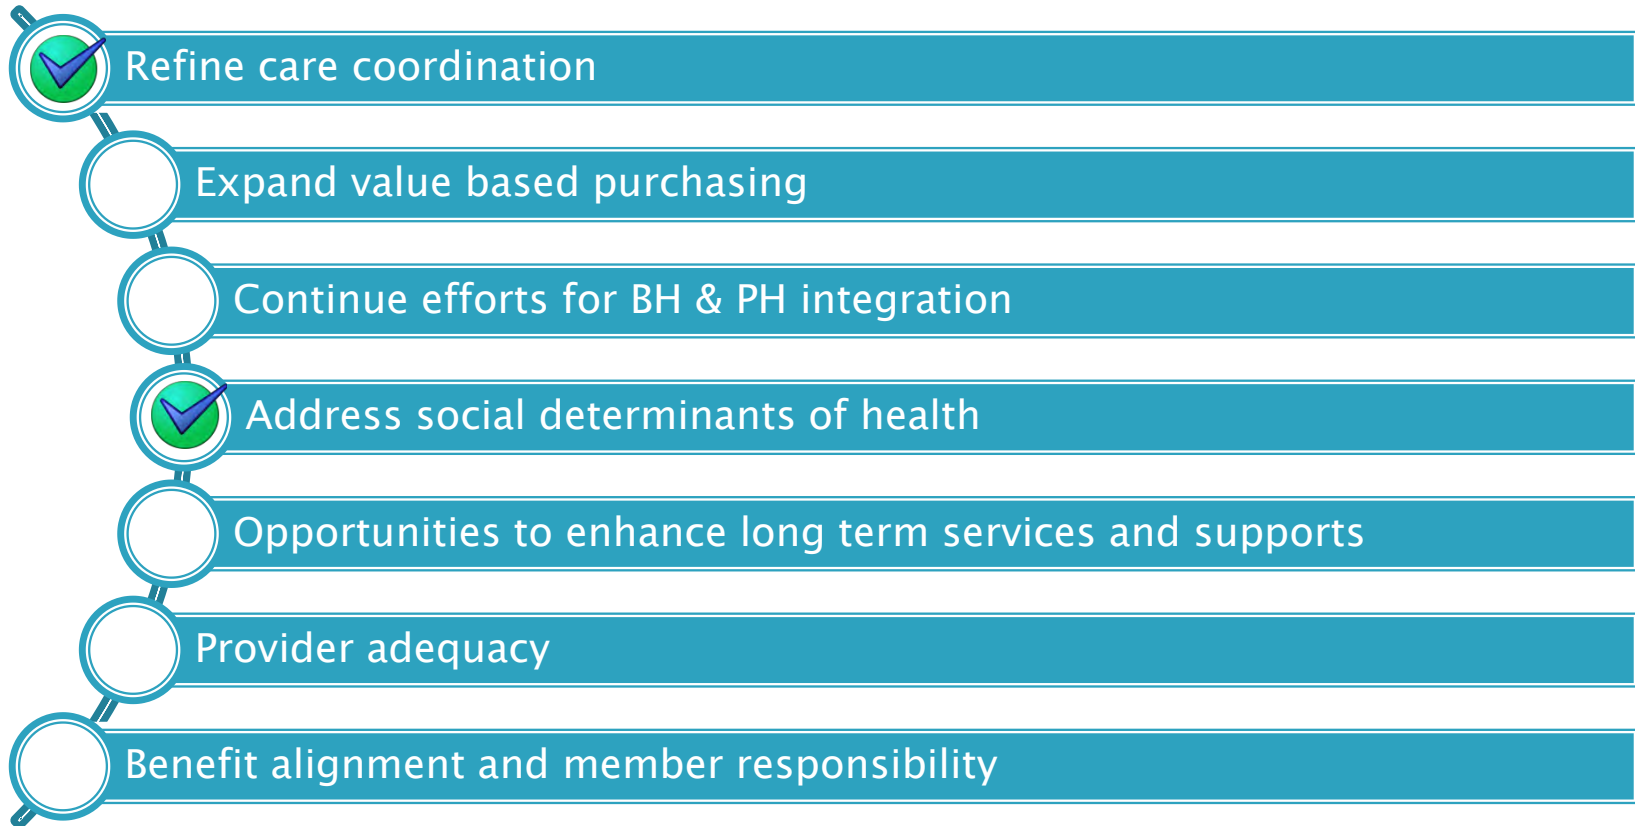 Refine care coordination
Expand value based purchasing
Continue efforts for BH & PH integration
Address social determinants of health
Opportunities to enhance long term services and supports
Provider adequacy
Benefit alignment and member responsibility